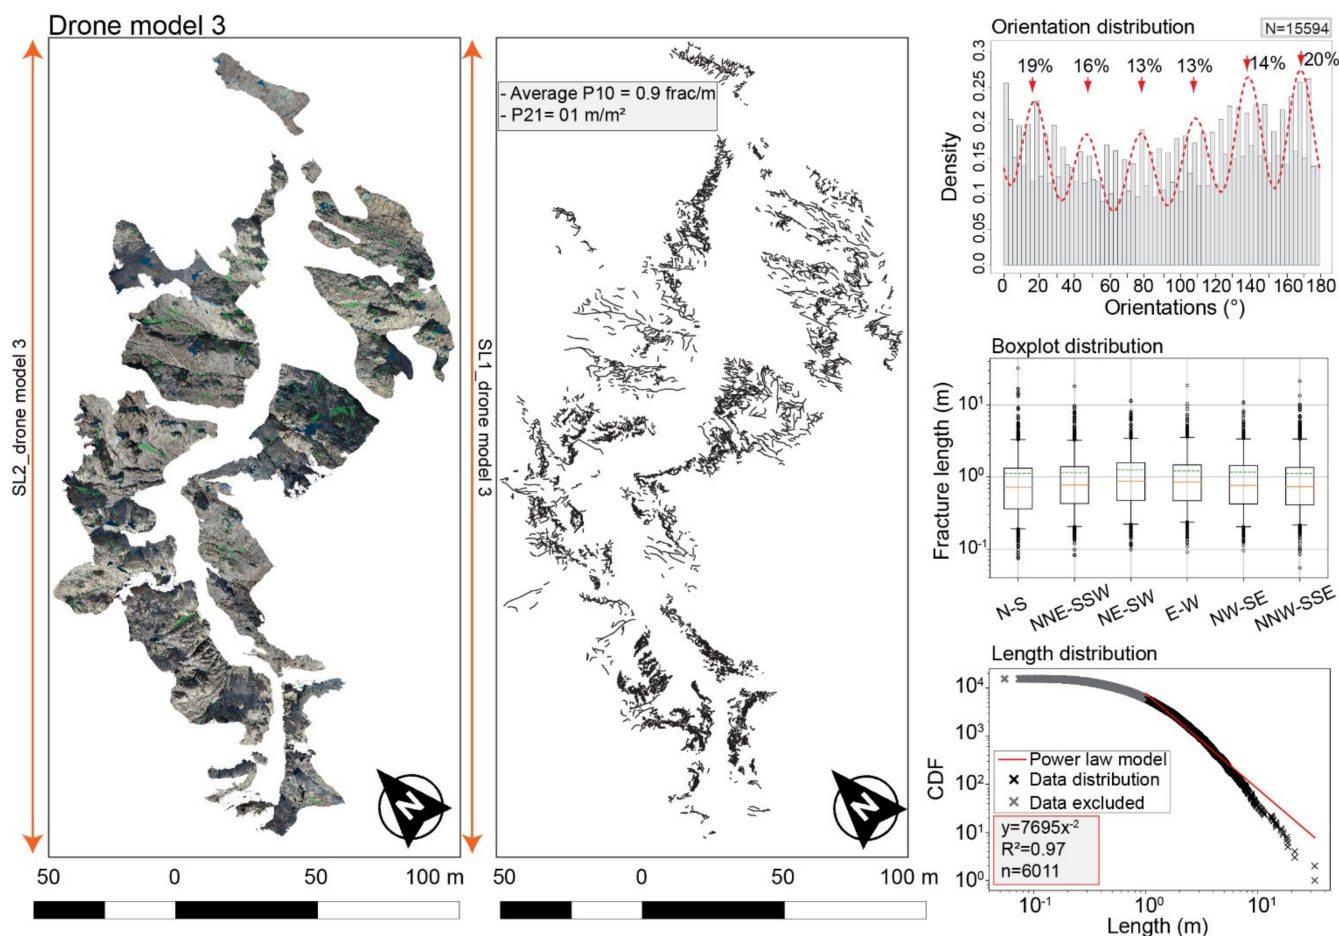 Drone model 3
SL2_drone model 3
N
50 0 50 100 m
SL1_drone model 3
- Average P10 = 0.9 frac/m
- P21= 01 m/m²
N
50 0 50 100 m
Orientation distribution
N=15594
19% 16% 13% 13% 14% 20%
Density
0.3
0.25
0.2
0.15
0.1
0.05
0.0
0 20 40 60 80 100 120 140 160 180
Orientations (°)
Boxplot distribution
Fracture length (m)
10¹
10⁰
10⁻¹
N-S NNE-SSW NE-SW E-W NW-SE NNW-SSE
Length distribution
CDF
10⁴
10³
10²
10¹
10⁰
Power law model
Data distribution
Data excluded
y=7695x⁻²
R²=0.97
n=6011
10⁻¹ 10⁰ 10¹
Length (m)